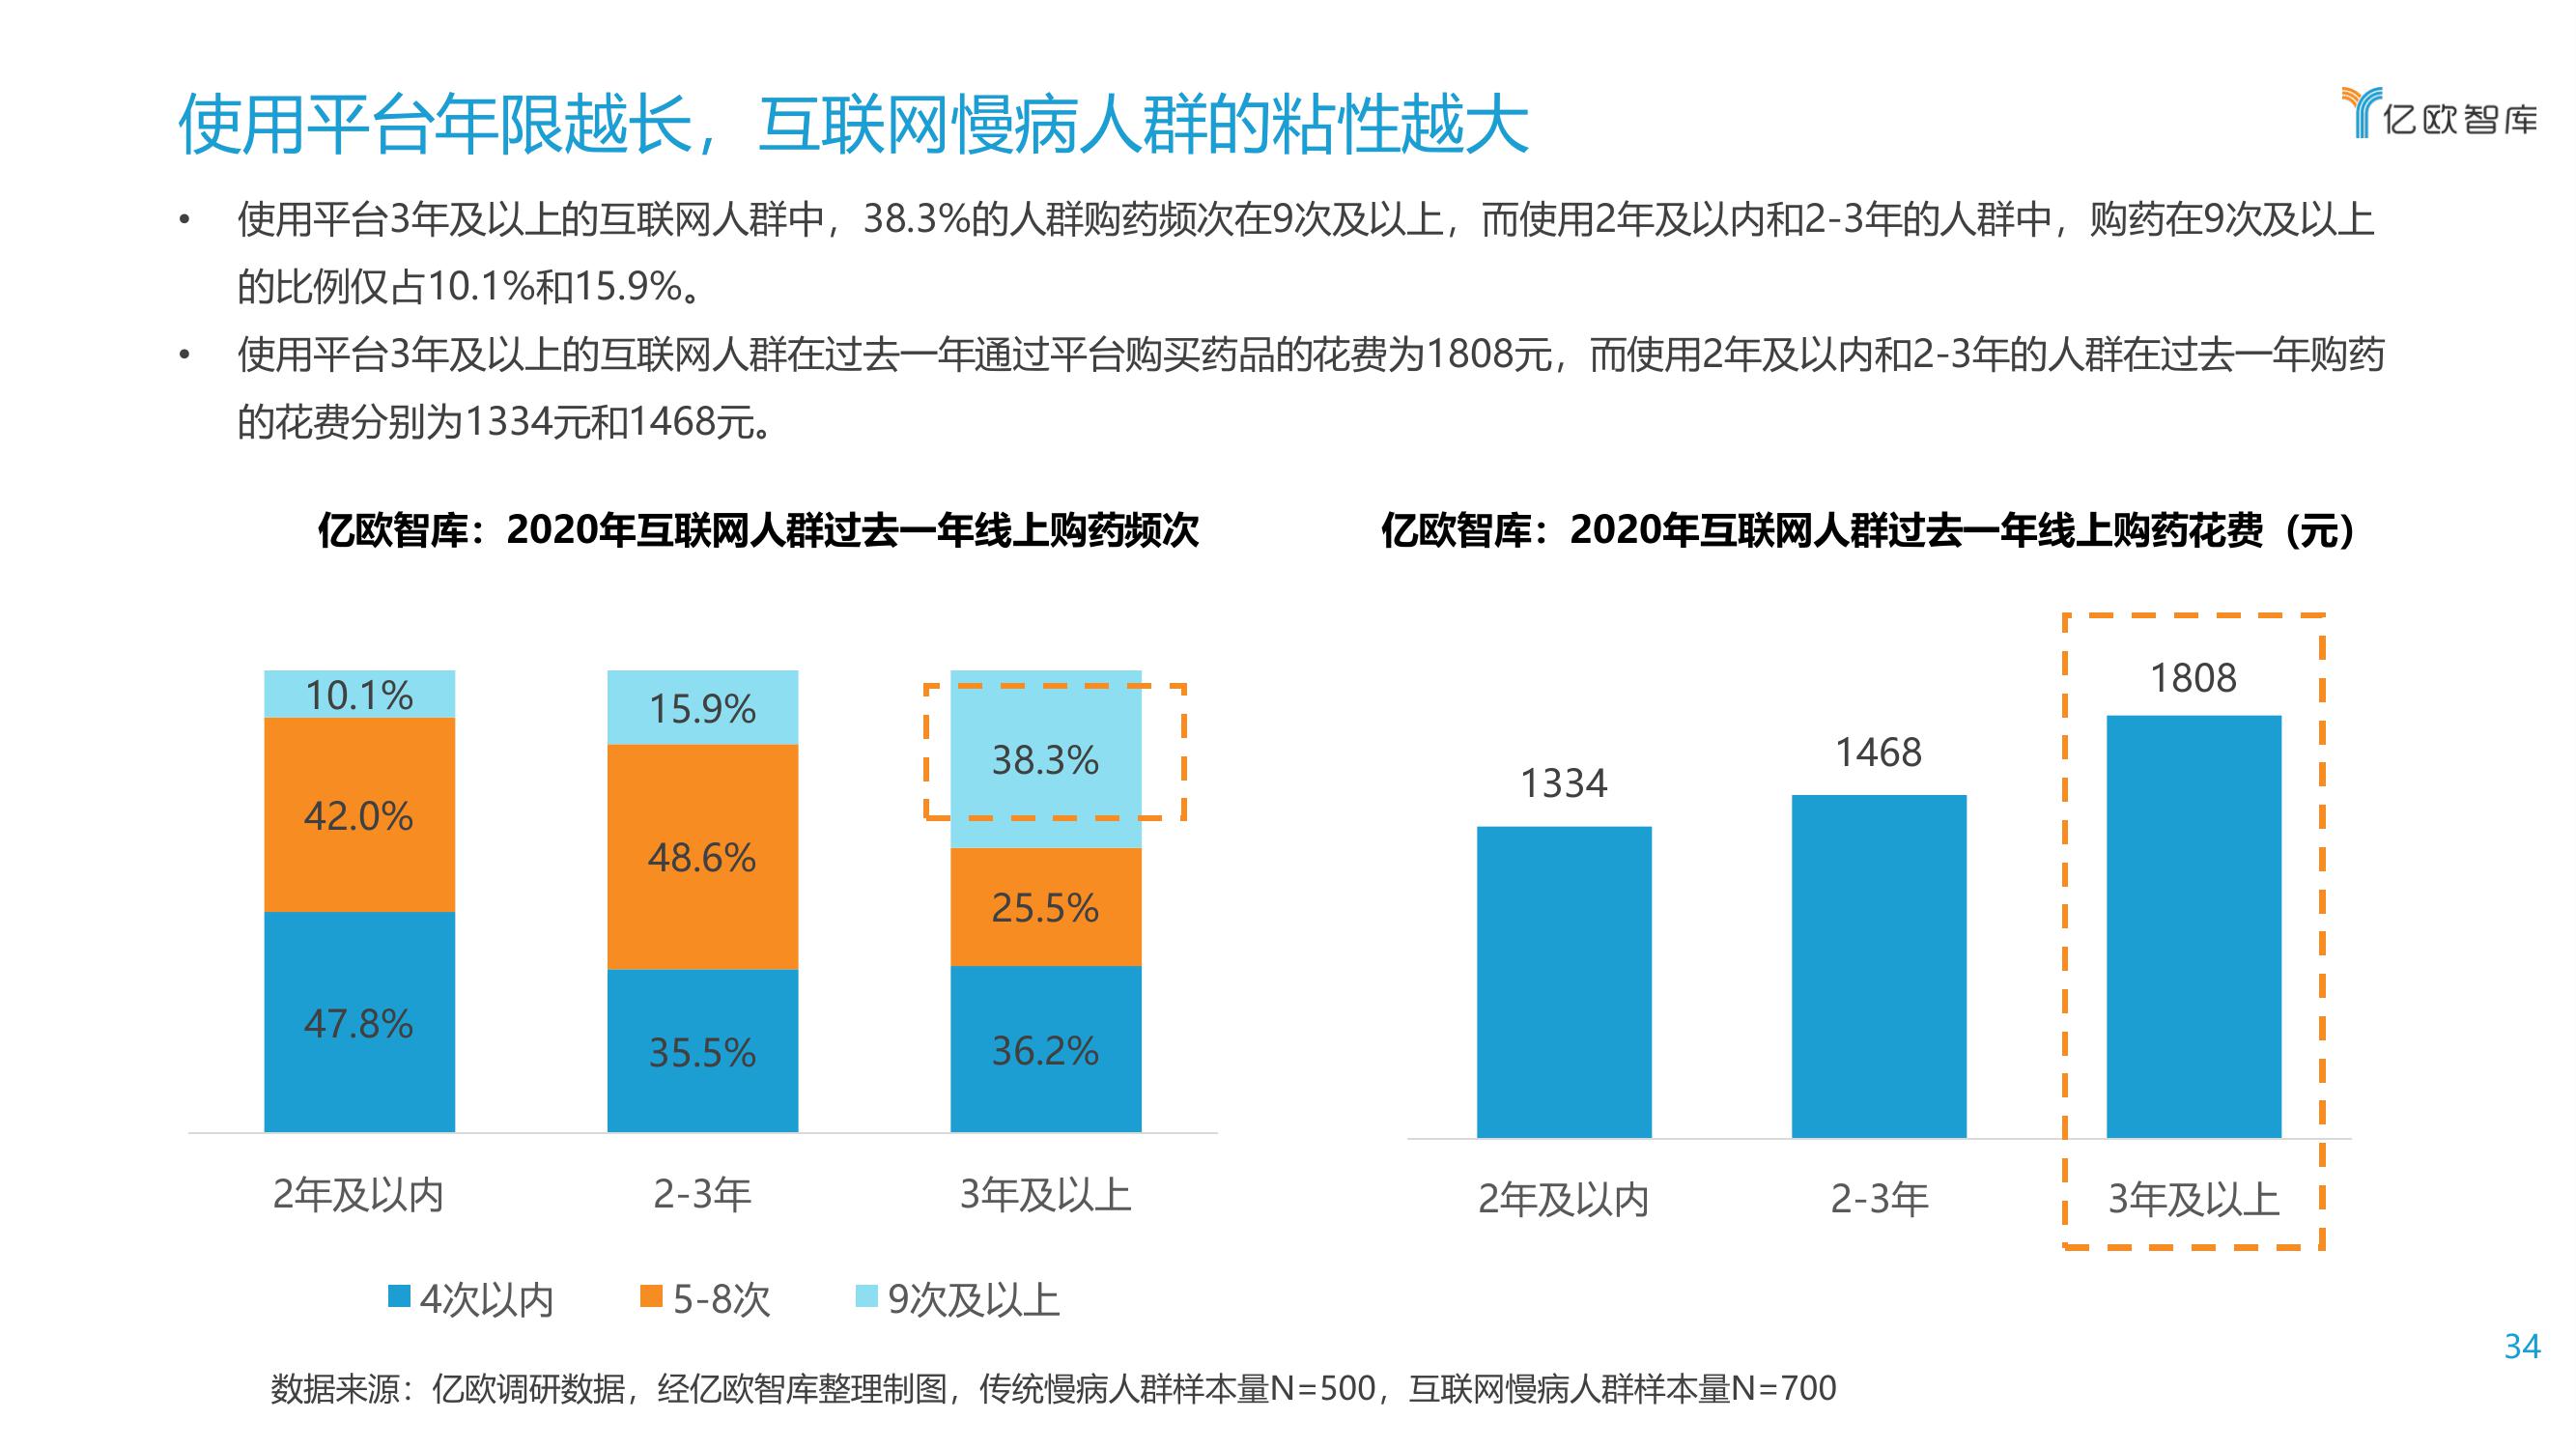 使用平台年限越长，互联网慢病人群的粘性越大
亿欧智库
• 使用平台3年及以上的互联网人群中，38.3%的人群购药频次在9次及以上，而使用2年及以内和2-3年的人群中，购药在9次及以上
的比例仅占10.1%和15.9%。
• 使用平台3年及以上的互联网人群在过去一年通过平台购买药品的花费为1808元，而使用2年及以内和2-3年的人群在过去一年购药
的花费分别为1334元和1468元。
亿欧智库：2020年互联网人群过去一年线上购药频次
10.1%
15.9%
38.3%
42.0%
48.6%
25.5%
47.8%
35.5%
36.2%
2年及以内
2-3年
3年及以上
4次以内
5-8次
9次及以上
亿欧智库：2020年互联网人群过去一年线上购药花费（元）
1334
1468
1808
2年及以内
2-3年
3年及以上
34
数据来源：亿欧调研数据，经亿欧智库整理制图，传统慢病人群样本量N=500，互联网慢病人群样本量N=700